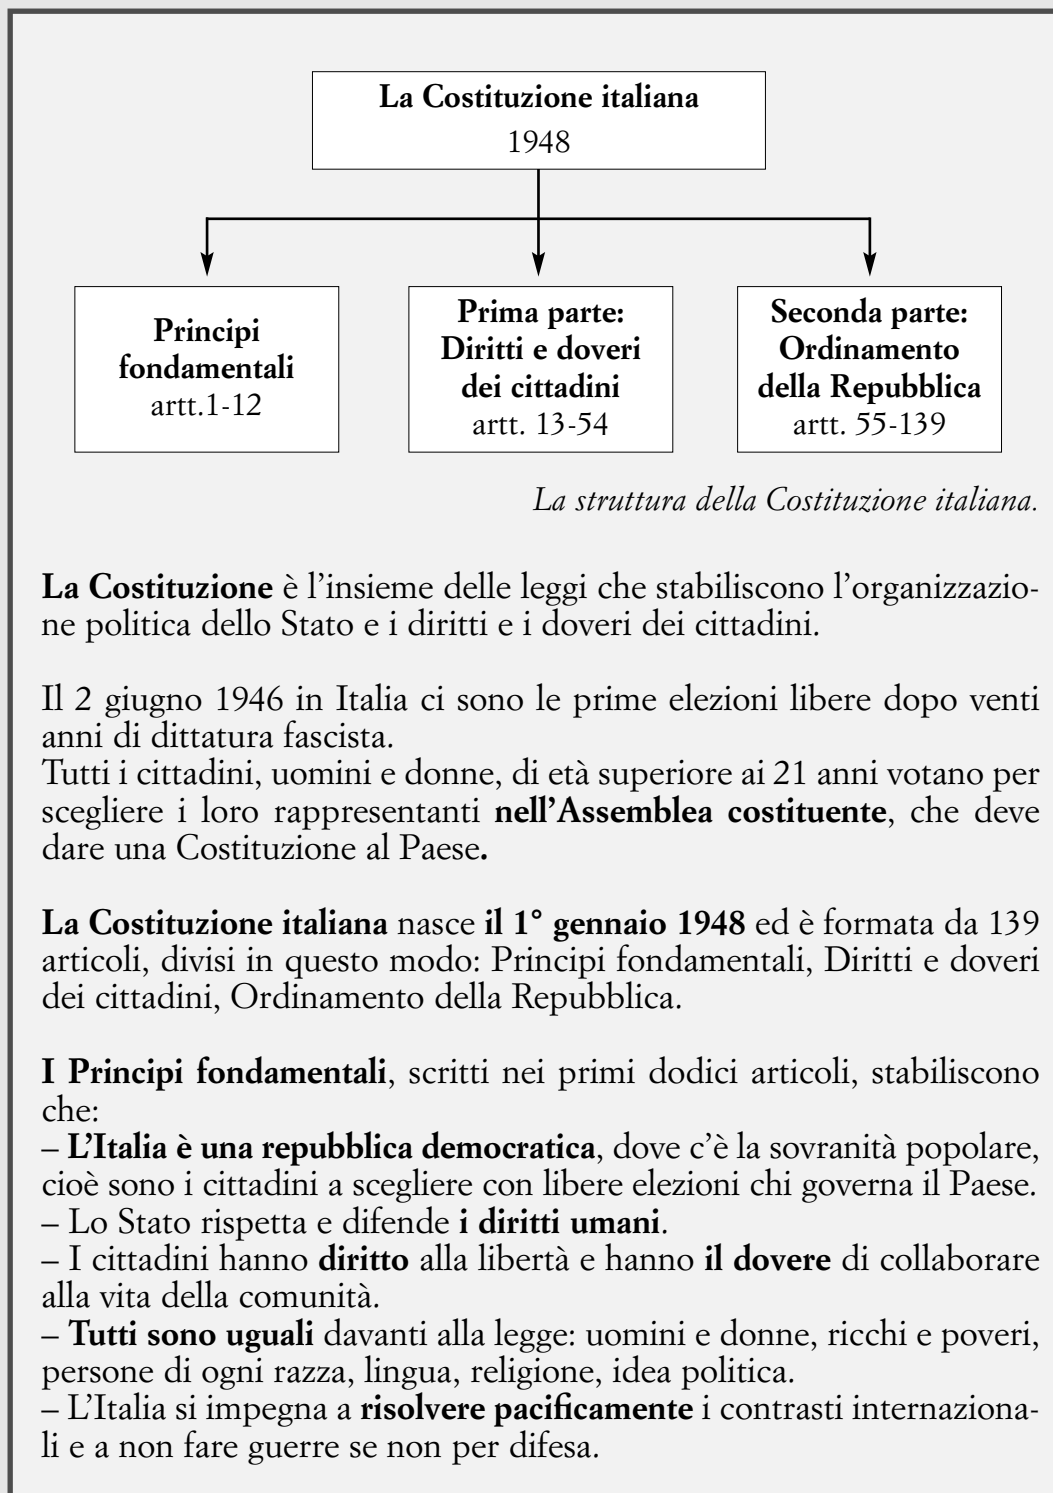 La Costituzione italiana
1948
Principi
fondamentali
artt.1-12
Prima parte:
Diritti e doveri
dei cittadini
artt. 13-54
Seconda parte:
Ordinamento
della Repubblica
artt. 55-139
La struttura della Costituzione italiana.
La Costituzione è l'insieme delle leggi che stabiliscono l'organizzazio-
ne politica dello Stato e i diritti e i doveri dei cittadini.
Il 2 giugno 1946 in Italia ci sono le prime elezioni libere dopo venti
anni di dittatura fascista.
Tutti i cittadini, uomini e donne, di età superiore ai 21 anni votano per
scegliere i loro rappresentanti nell'Assemblea costituente, che deve
dare una Costituzione al Paese.
La Costituzione italiana nasce il 1° gennaio 1948 ed è formata da 139
articoli, divisi in questo modo: Principi fondamentali, Diritti e doveri
dei cittadini, Ordinamento della Repubblica.
I Principi fondamentali, scritti nei primi dodici articoli, stabiliscono
che:
– L'Italia è una repubblica democratica, dove c'è la sovranità popolare,
cioè sono i cittadini a scegliere con libere elezioni chi governa il Paese.
– Lo Stato rispetta e difende i diritti umani.
– I cittadini hanno diritto alla libertà e hanno il dovere di collaborare
alla vita della comunità.
– Tutti sono uguali davanti alla legge: uomini e donne, ricchi e poveri,
persone di ogni razza, lingua, religione, idea politica.
– L'Italia si impegna a risolvere pacificamente i contrasti internaziona-
li e a non fare guerre se non per difesa.